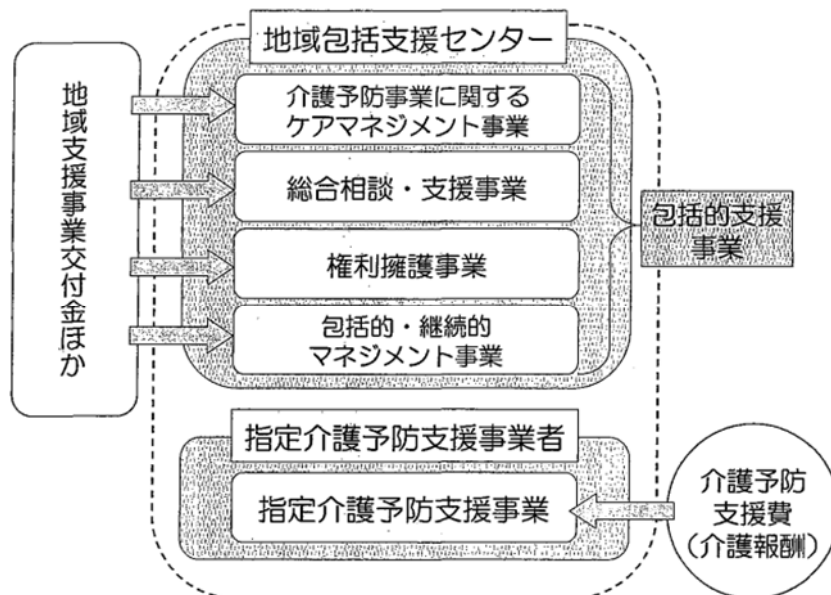 地域包括支援センター
地域支援事業交付金ほか
介護予防事業に関する
ケアマネジメント事業
総合相談・支援事業
権利擁護事業
包括的・継続的
マネジメント事業
包括的支援
事業
指定介護予防支援事業者
指定介護予防支援事業
介護予防
支援費
（介護報酬）